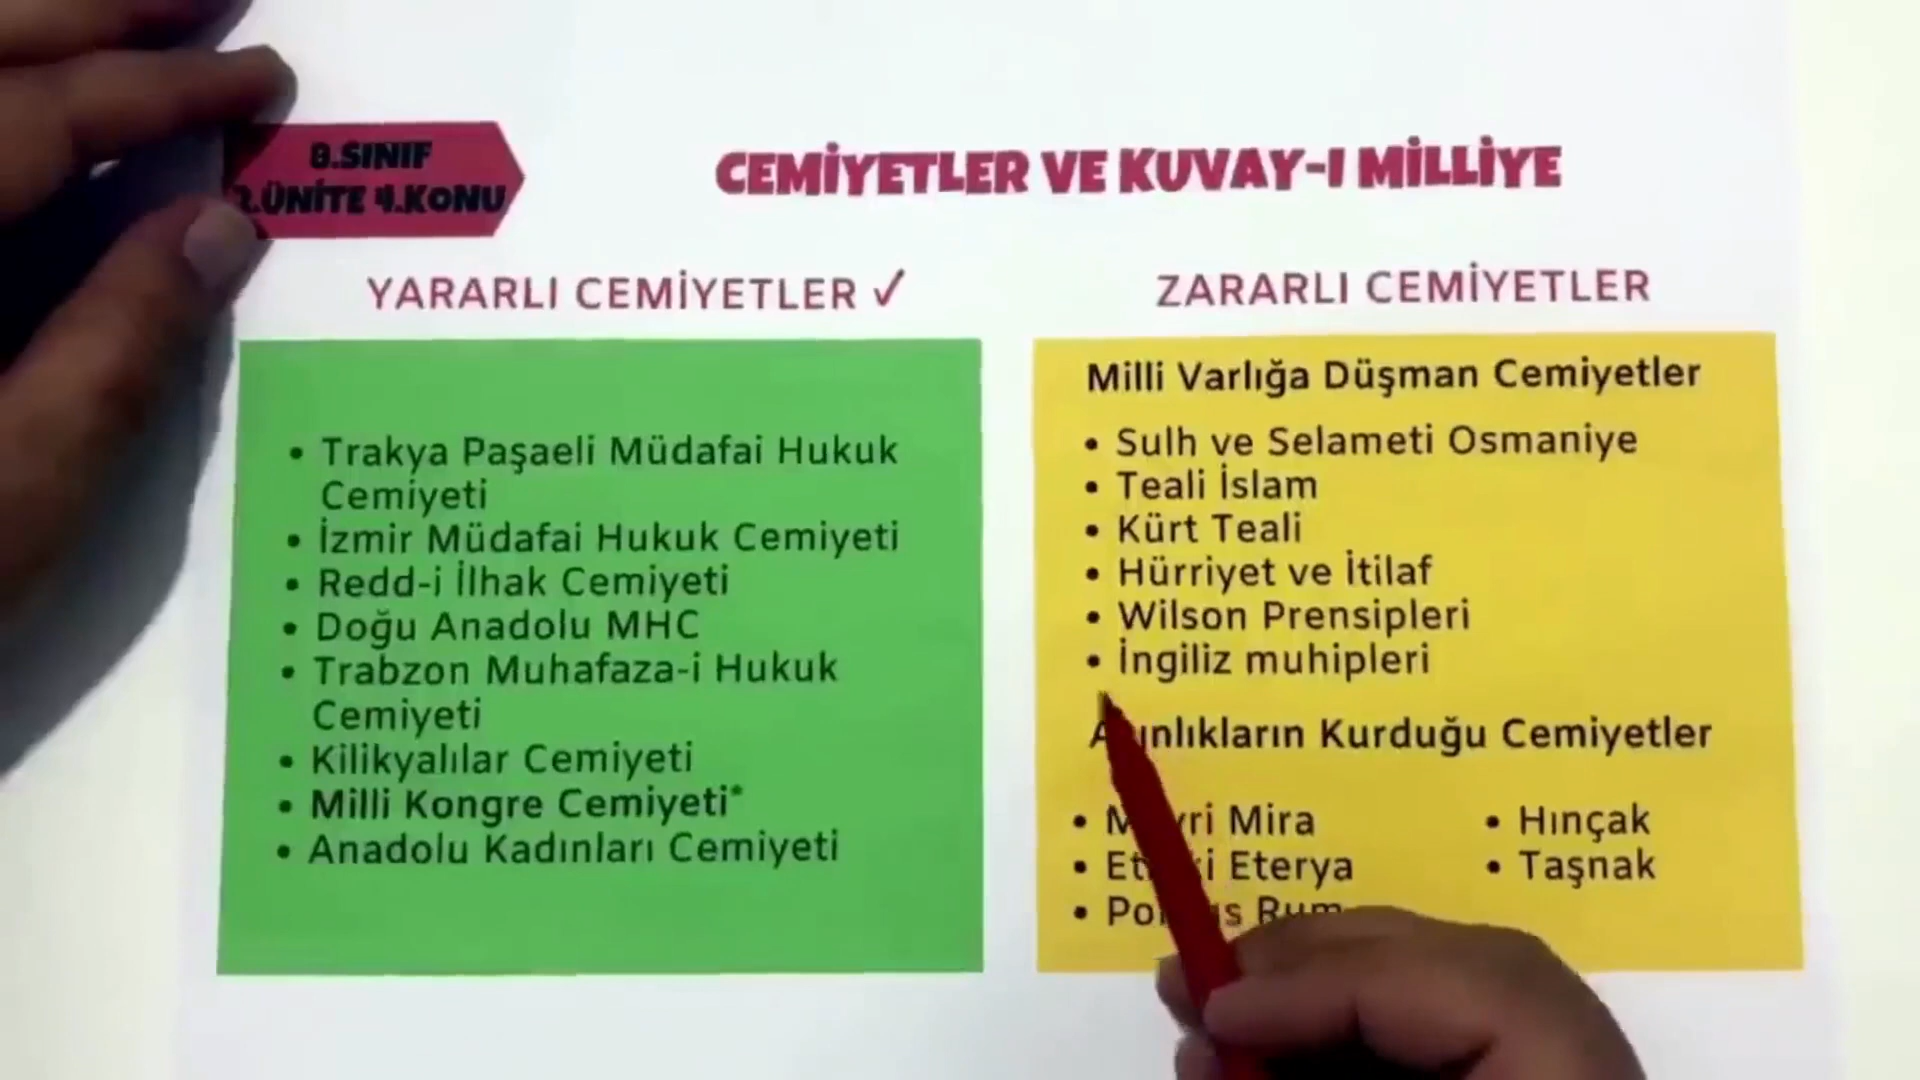 8.SINIF
2.ÜNİTE 4.KONU
CEMİYETLER VE KUVAY-I MİLLİYE
YARARLI CEMİYETLER ✓
• Trakya Paşaeli Müdafai Hukuk
Cemiyeti
• İzmir Müdafai Hukuk Cemiyeti
• Redd-i İlhak Cemiyeti
• Doğu Anadolu MHC
• Trabzon Muhafaza-i Hukuk
Cemiyeti
• Kilikyalılar Cemiyeti
• Milli Kongre Cemiyeti*
• Anadolu Kadınları Cemiyeti
ZARARLI CEMİYETLER
Milli Varlığa Düşman Cemiyetler
• Sulh ve Selameti Osmaniye
• Teali İslam
• Kürt Teali
• Hürriyet ve İtilaf
• Wilson Prensipleri
• İngiliz muhipleri
Kurduğu Cemiyetler
• Mira
• Eterya
• Rum
• Hınçak
• Taşnak